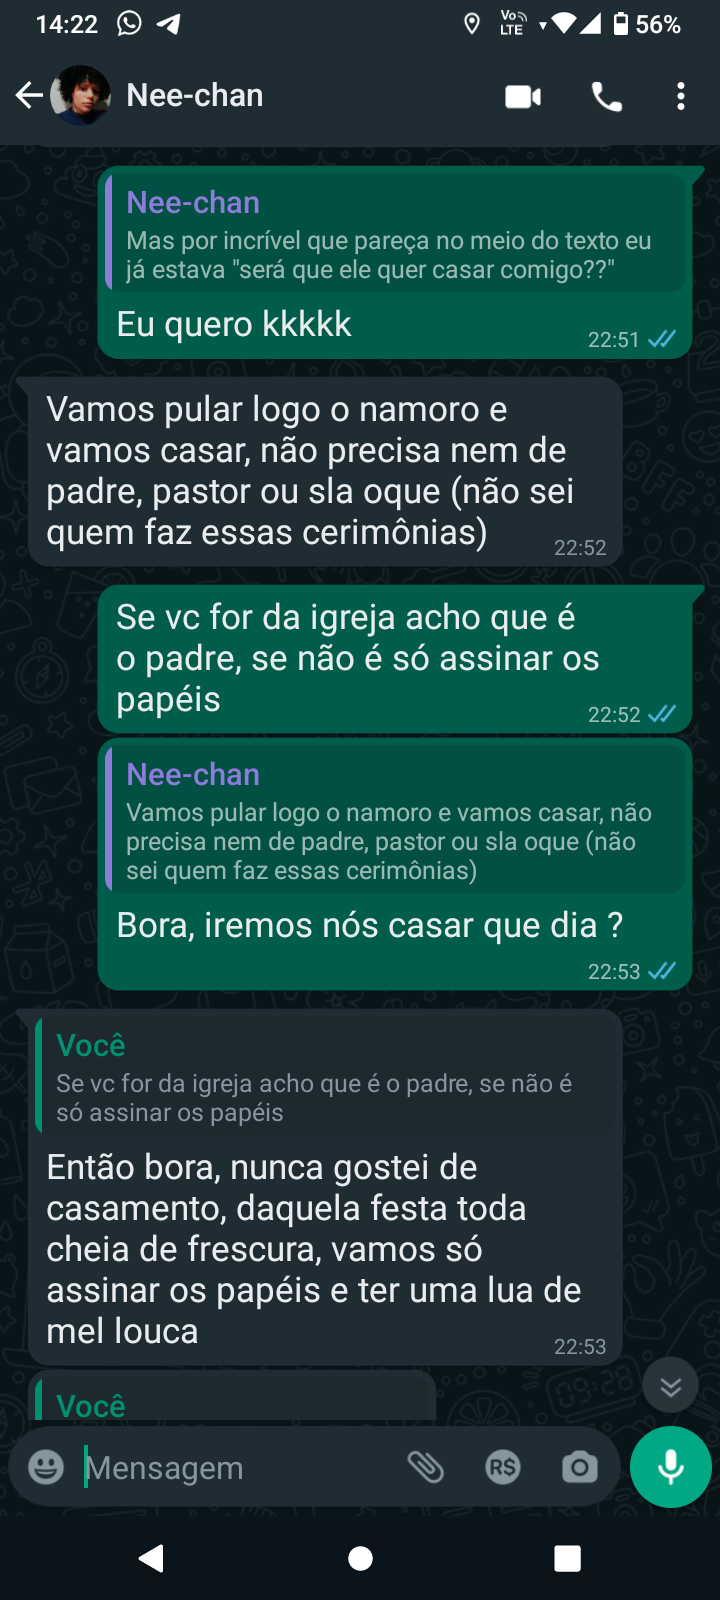 14:22
Vo
LTE
56%
Nee-chan
Nee-chan
Mas por incrível que pareça no meio do texto eu
já estava "será que ele quer casar comigo??"
Eu quero kkkkk
22:51
Vamos pular logo o namoro e
vamos casar, não precisa nem de
padre, pastor ou sla oque (não sei
quem faz essas cerimônias)
22:52
Se vc for da igreja acho que é
o padre, se não é só assinar os
papéis
22:52
Nee-chan
Vamos pular logo o namoro e vamos casar, não
precisa nem de padre, pastor ou sla oque (não
sei quem faz essas cerimônias)
Bora, iremos nós casar que dia ?
22:53
Você
Se vc for da igreja acho que é o padre, se não é
só assinar os papéis
Então bora, nunca gostei de
casamento, daquela festa toda
cheia de frescura, vamos só
assinar os papéis e ter uma lua de
mel louca
22:53
Você
Mensagem
R$